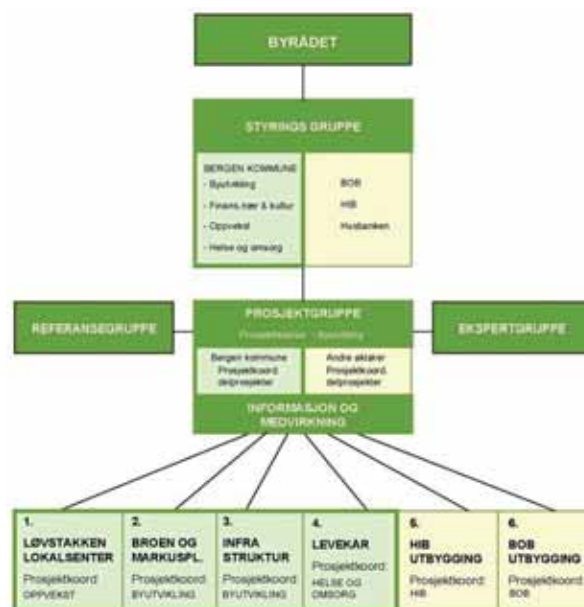 BYRÅDET
STYRINGS GRUPPE
BERGEN KOMMUNE
- Byutvikling
- Finans,nær & kultur
- Oppvekst
- Helse og omsorg
BOB
HIB
Husbanken
REFERANSEGRUPPE
PROSJEKTGRUPPE
EKSPERTGRUPPE
Bergen kommune
Prosjektkoord.
delprosjekter
Andre aktører
Prosjektkoord.
delprosjekter
INFORMASJON OG
MEDVIRKNING
1.
LØVSTAKKEN
LOKALSENTER
Prosjektkoord:
OPPVEKST
2.
BROEN OG
MARKUSPL.
Prosjektkoord:
BYUTVIKLING
3.
INFRA
STRUKTUR
Prosjektkoord:
BYUTVIKLING
4.
LEVEKAR
Prosjektkoord:
HELSE OG
OMSORG
5.
HIB
UTBYGGING
Prosjektkoord:
HIB
6.
BOB
UTBYGGING
Prosjektkoord:
BOB